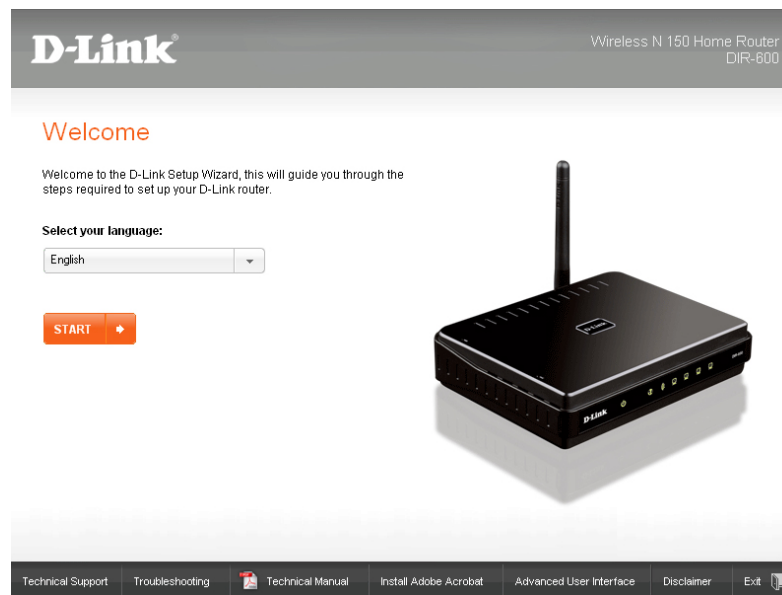 D-Link®
Wireless N 150 Home Router
DIR-600
Welcome
Welcome to the D-Link Setup Wizard, this will guide you through the
steps required to set up your D-Link router.
Select your language:
English
START
D-Link
D-Link
Technical Support
Troubleshooting
Technical Manual
Install Adobe Acrobat
Advanced User Interface
Disclaimer
Exit